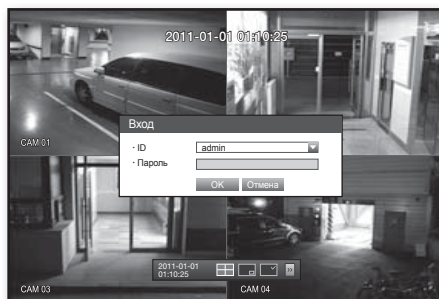 2011-01-01 01:10:25
Вход
CAM 01
· ID admin
· Пароль
OK Отмена
2011-01-01
01:10:25
CAM 03
CAM 04